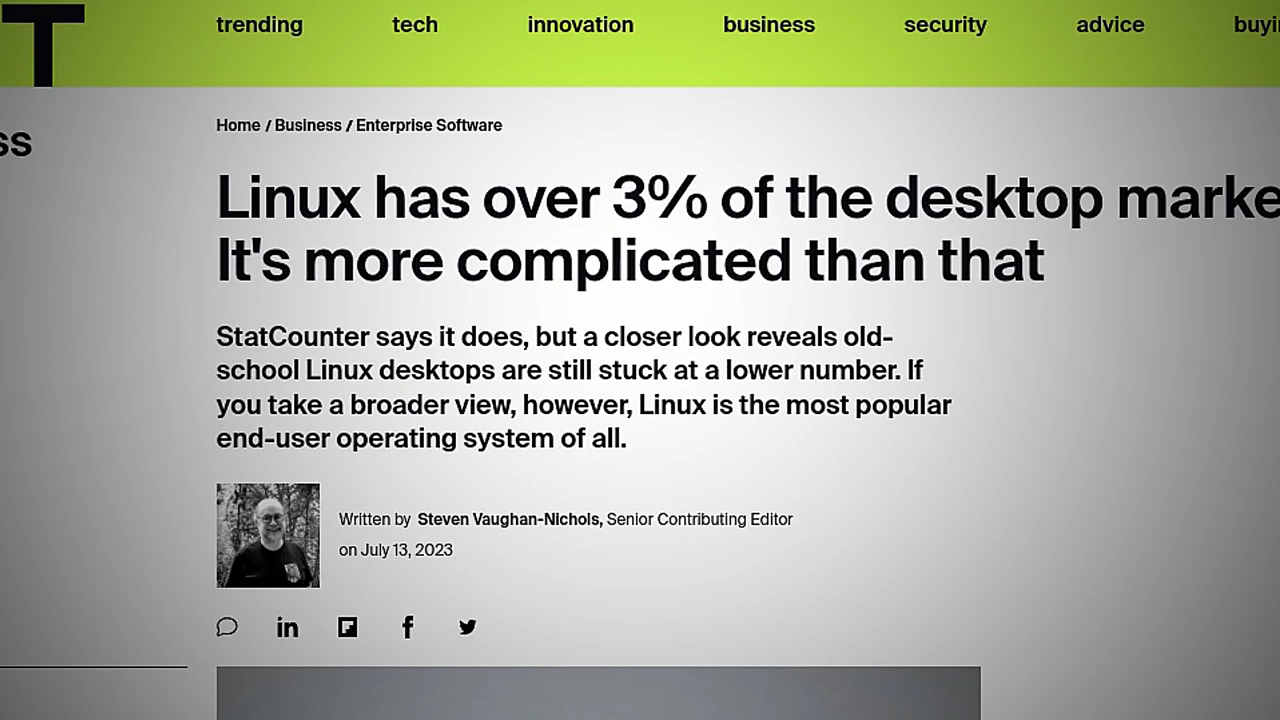 T
trending tech innovation business security advice buyi
ss
Home / Business / Enterprise Software
Linux has over 3% of the desktop marke
It's more complicated than that
StatCounter says it does, but a closer look reveals old-
school Linux desktops are still stuck at a lower number. If
you take a broader view, however, Linux is the most popular
end-user operating system of all.
Written by Steven Vaughan-Nichols, Senior Contributing Editor
on July 13, 2023